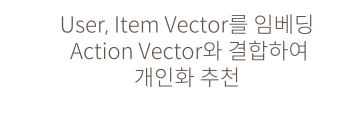 User, Item Vector를 임베딩
Action Vector와 결합하여
개인화 추천